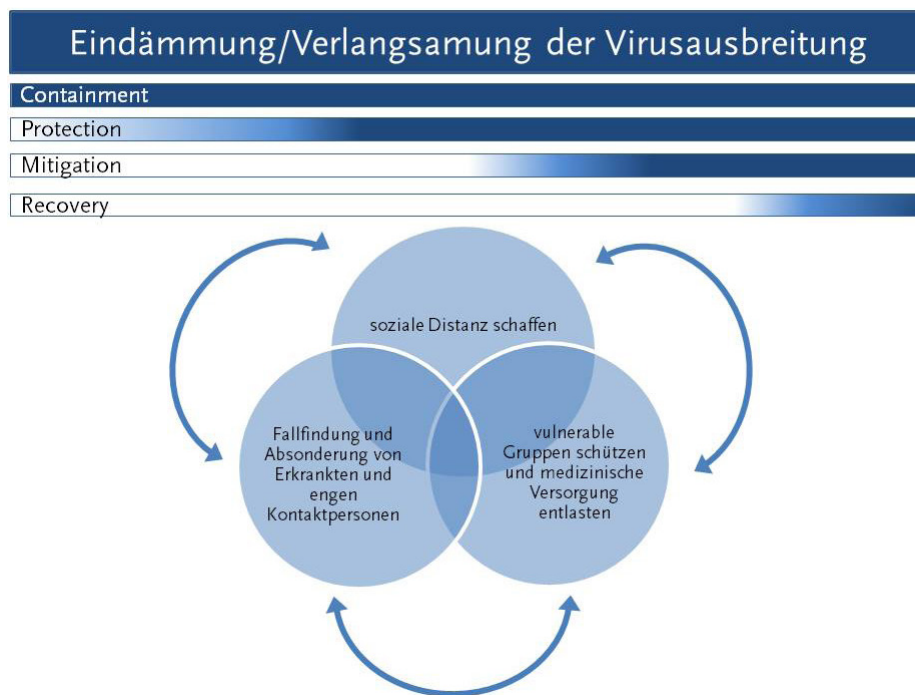 Eindämmung/Verlangsamung der Virusausbreitung
Containment
Protection
Mitigation
Recovery
soziale Distanz schaffen
Fallfindung und
Absonderung von
Erkrankten und
engen
Kontaktpersonen
vulnerable
Gruppen schützen
und medizinische
Versorgung
entlasten